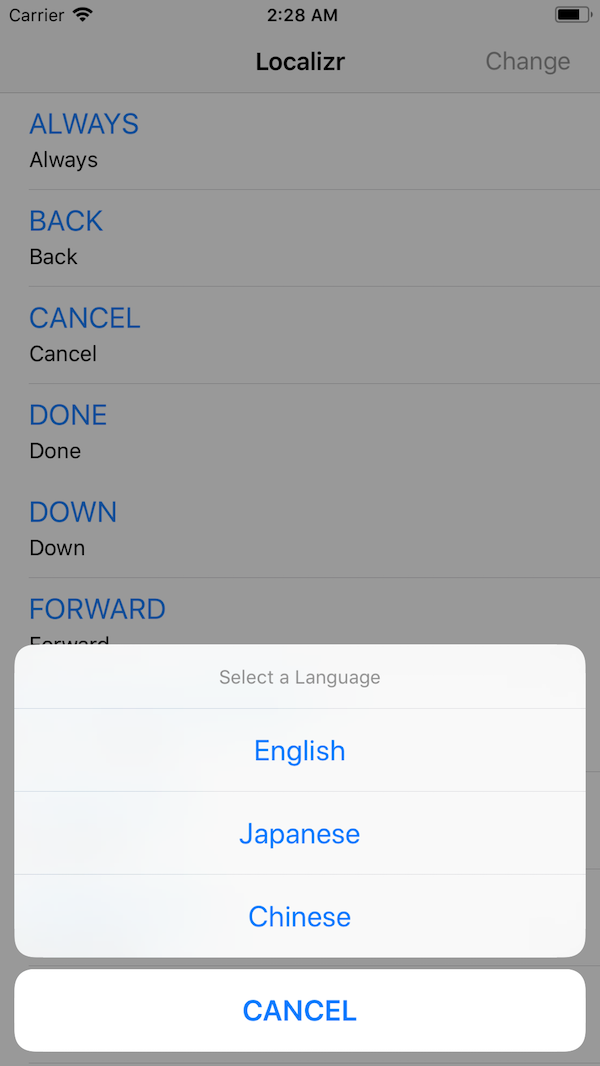 Carrier 2:28 AM
Localizr Change
ALWAYS
Always
BACK
Back
CANCEL
Cancel
DONE
Done
DOWN
Down
FORWARD
Forward
Select a Language
English
Japanese
Chinese
CANCEL